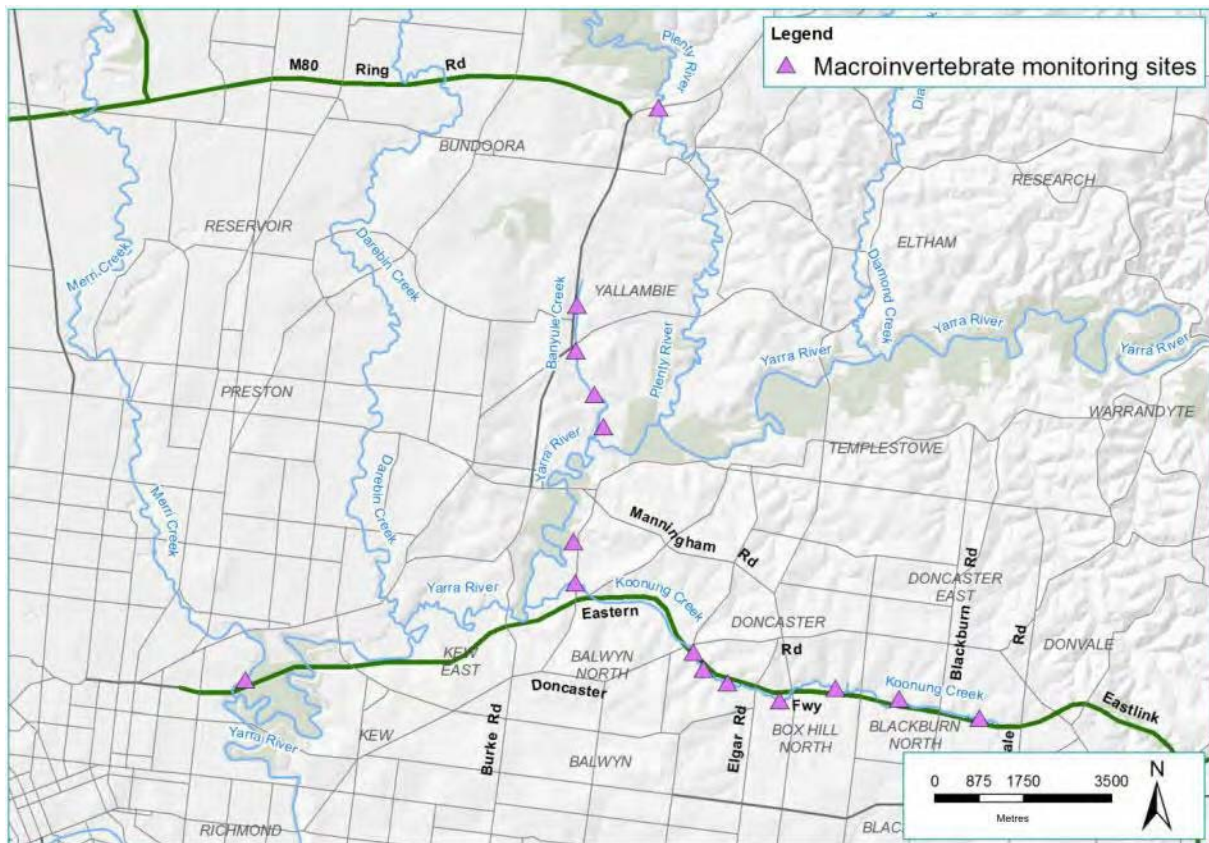 Legend
Macroinvertebrate monitoring sites
Plenty River
M80 Ring Rd
BUNDOORA
RESEARCH
RESERVOIR
ELTHAM
Merri Creek
Darebin Creek
Diamond Creek
Banyule Creek
YALLAMBIE
Yarra River
Yarra River
Yarra River
Plenty River
PRESTON
WARRANDYTE
TEMPLESTOWE
Yarra River
Darebin Creek
Merri Creek
Manningham Rd
Blackburn Rd
DONCASTER
EAST
Koonung Creek
Yarra River
Eastern Fwy
DONCASTER
DONVALE
KEW
EAST
BALWYN
NORTH
Doncaster Rd
Koonung Creek
Eastlink
Burke Rd
Elgar Rd
BOX HILL
NORTH
BLACKBURN
NORTH
Yarra River
KEW
BALWYN
RICHMOND
0 875 1750 3500
Metres
N